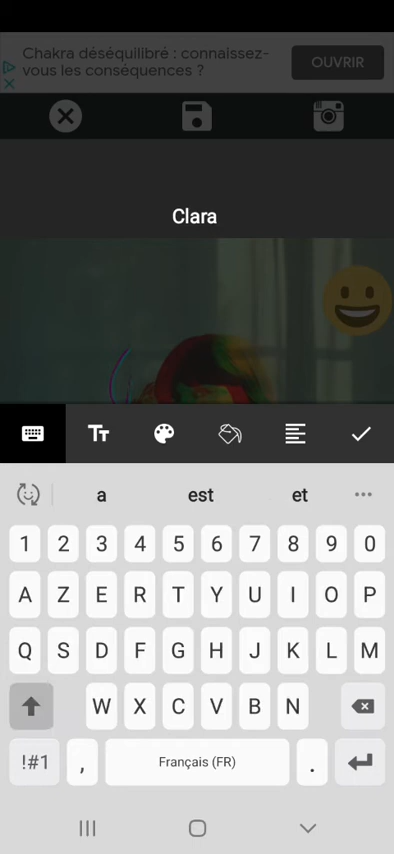 Chakra déséquilibré : connaissez-
vous les conséquences ?
OUVRIR
Clara
a est et
1 2 3 4 5 6 7 8 9 0
A Z E R T Y U I O P
Q S D F G H J K L M
W X C V B N
!#1 , Français (FR) .